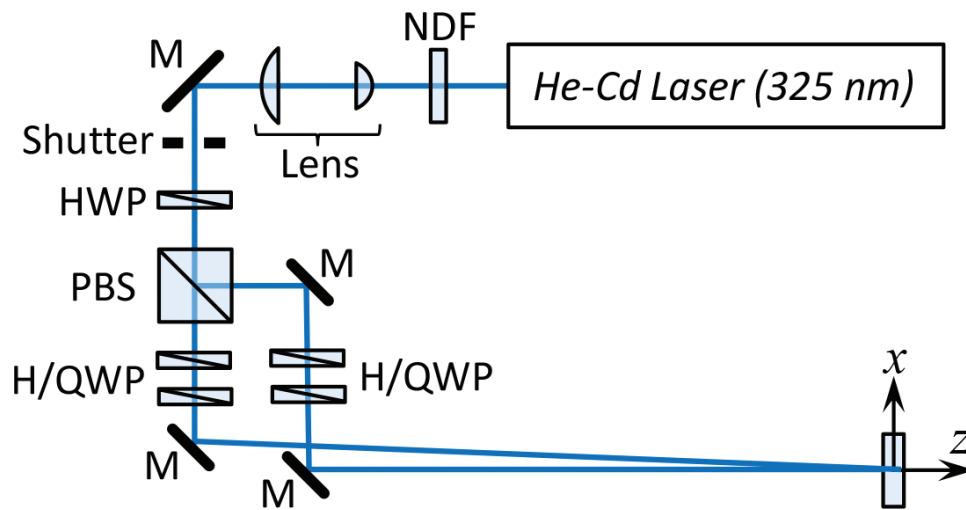 NDF
M
He-Cd Laser (325 nm)
Shutter
Lens
HWP
M
PBS
H/QWP
H/QWP
x
z
M
M